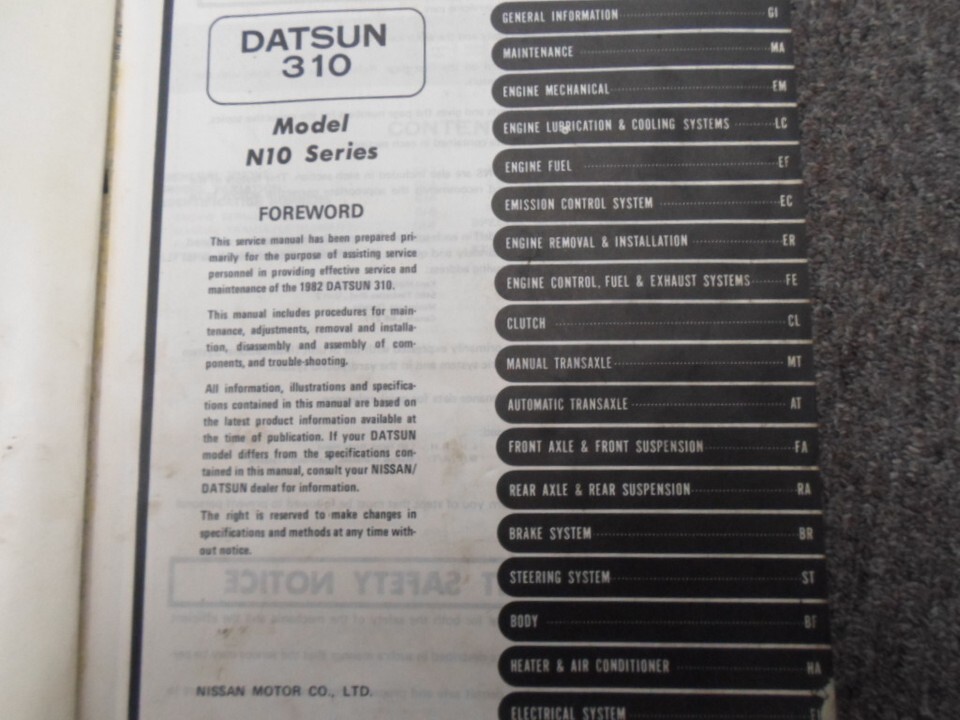 DATSUN
310
Model
N10 Series
FOREWORD
This service manual has been prepared pri-
marily for the purpose of assisting service
personnel in providing effective service and
maintenance of the 1982 DATSUN 310.
This manual includes procedures for main-
tenance, adjustments, removal and installa-
tion, disassembly and assembly of com-
ponents, and trouble-shooting.
All information, illustrations and specifica-
tions contained in this manual are based on
the latest product information available at
the time of publication. If your DATSUN
model differs from the specifications con-
tained in this manual, consult your NISSAN/
DATSUN dealer for information.
The right is reserved to make changes in
specifications and methods at any time with-
out notice.
NISSAN MOTOR CO., LTD.
GENERAL INFORMATION GI
MAINTENANCE MA
ENGINE MECHANICAL EM
ENGINE LUBRICATION & COOLING SYSTEMS LC
ENGINE FUEL EF
EMISSION CONTROL SYSTEM EC
ENGINE REMOVAL & INSTALLATION ER
ENGINE CONTROL, FUEL & EXHAUST SYSTEMS FE
CLUTCH CL
MANUAL TRANSAXLE MT
AUTOMATIC TRANSAXLE AT
FRONT AXLE & FRONT SUSPENSION FA
REAR AXLE & REAR SUSPENSION RA
BRAKE SYSTEM BR
STEERING SYSTEM ST
BODY BF
HEATER & AIR CONDITIONER HA
ELECTRICAL SYSTEM